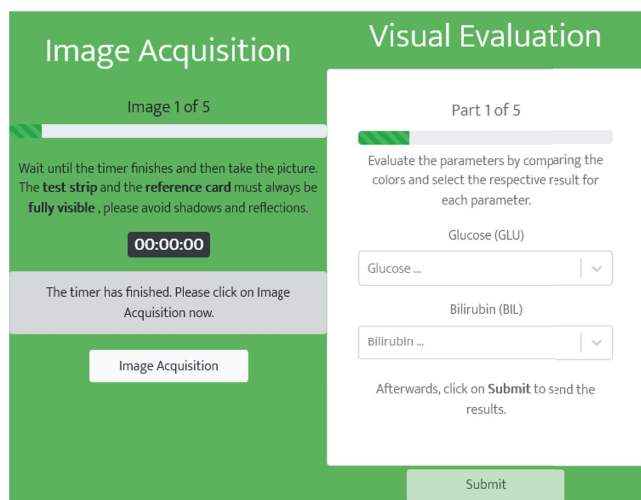 Image Acquisition
Image 1 of 5
Wait until the timer finishes and then take the picture.
The test strip and the reference card must always be
fully visible , please avoid shadows and reflections.
00:00:00
The timer has finished. Please click on Image
Acquisition now.
Image Acquisition
Visual Evaluation
Part 1 of 5
Evaluate the parameters by comparing the
colors and select the respective result for
each parameter.
Glucose (GLU)
Glucose ...
Bilirubin (BIL)
Bilirubin ...
Afterwards, click on Submit to send the
results.
Submit